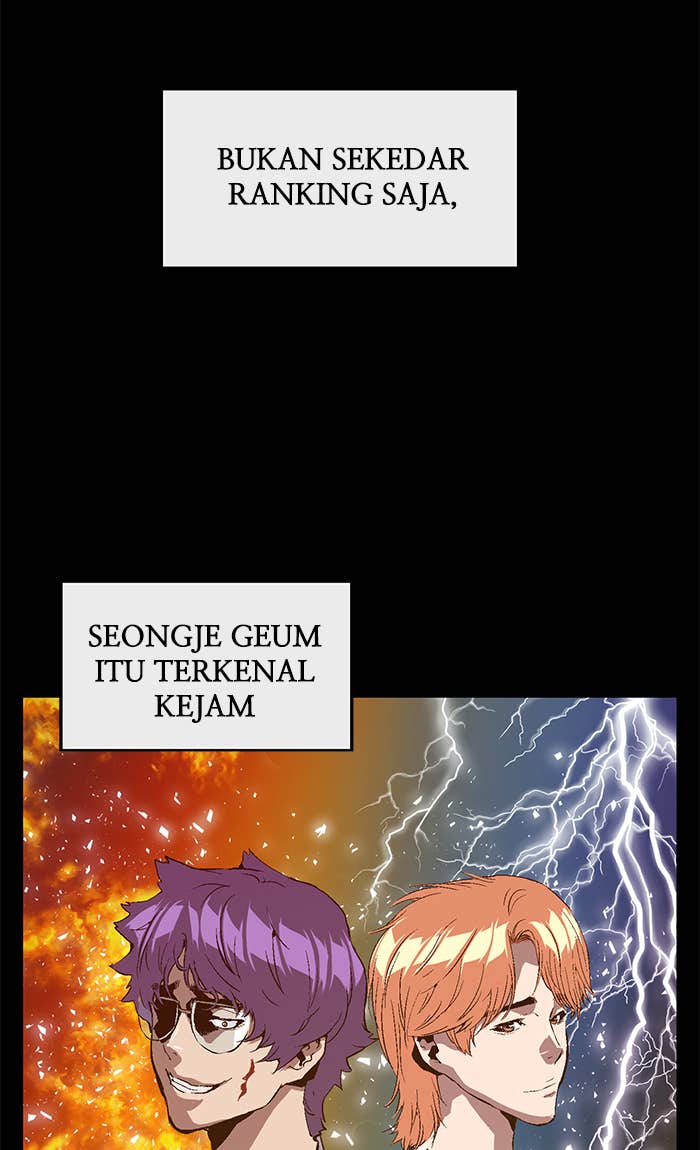 BUKAN SEKEDAR
RANKING SAJA,
SEONGJE GEUM
ITU TERKENAL
KEJAM